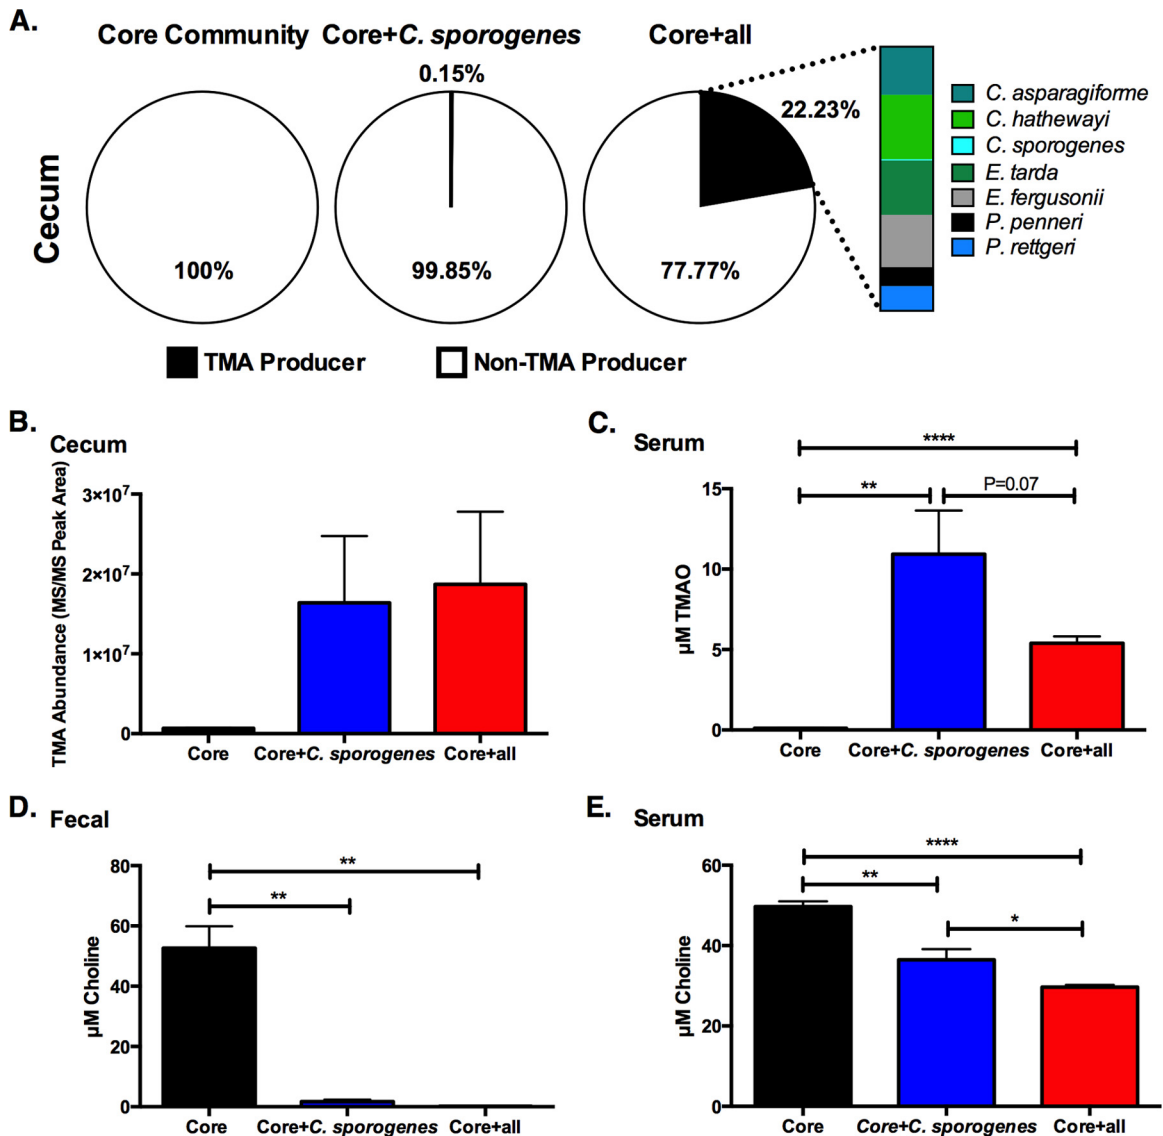 A.
Core Community Core+C. sporogenes Core+all
0.15%
22.23%
Cecum
100% 99.85% 77.77%
C. asparagiforme
C. hathewayi
C. sporogenes
E. tarda
E. fergusonii
P. penneri
P. rettgeri
TMA Producer Non-TMA Producer
B.
Cecum
TMA Abundance (MS/MS Peak Area)
3×10⁷
2×10⁷
1×10⁷
0
Core Core+C. sporogenes Core+all
C.
Serum
****
** P=0.07
µM TMAO
15
10
5
0
Core Core+C. sporogenes Core+all
D.
Fecal
**
**
µM Choline
80
60
40
20
0
Core Core+C. sporogenes Core+all
E.
Serum
****
**
*
µM Choline
60
40
20
0
Core Core+C. sporogenes Core+all